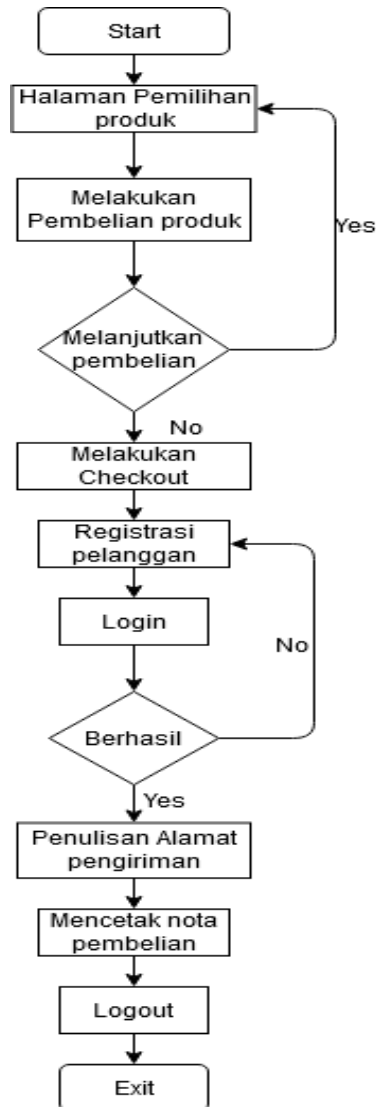 Start
Halaman Pemilihan
produk
Melakukan
Pembelian produk
Yes
Melanjutkan
pembelian
No
Melakukan
Checkout
Registrasi
pelanggan
Login
No
Berhasil
Yes
Penulisan Alamat
pengiriman
Mencetak nota
pembelian
Logout
Exit